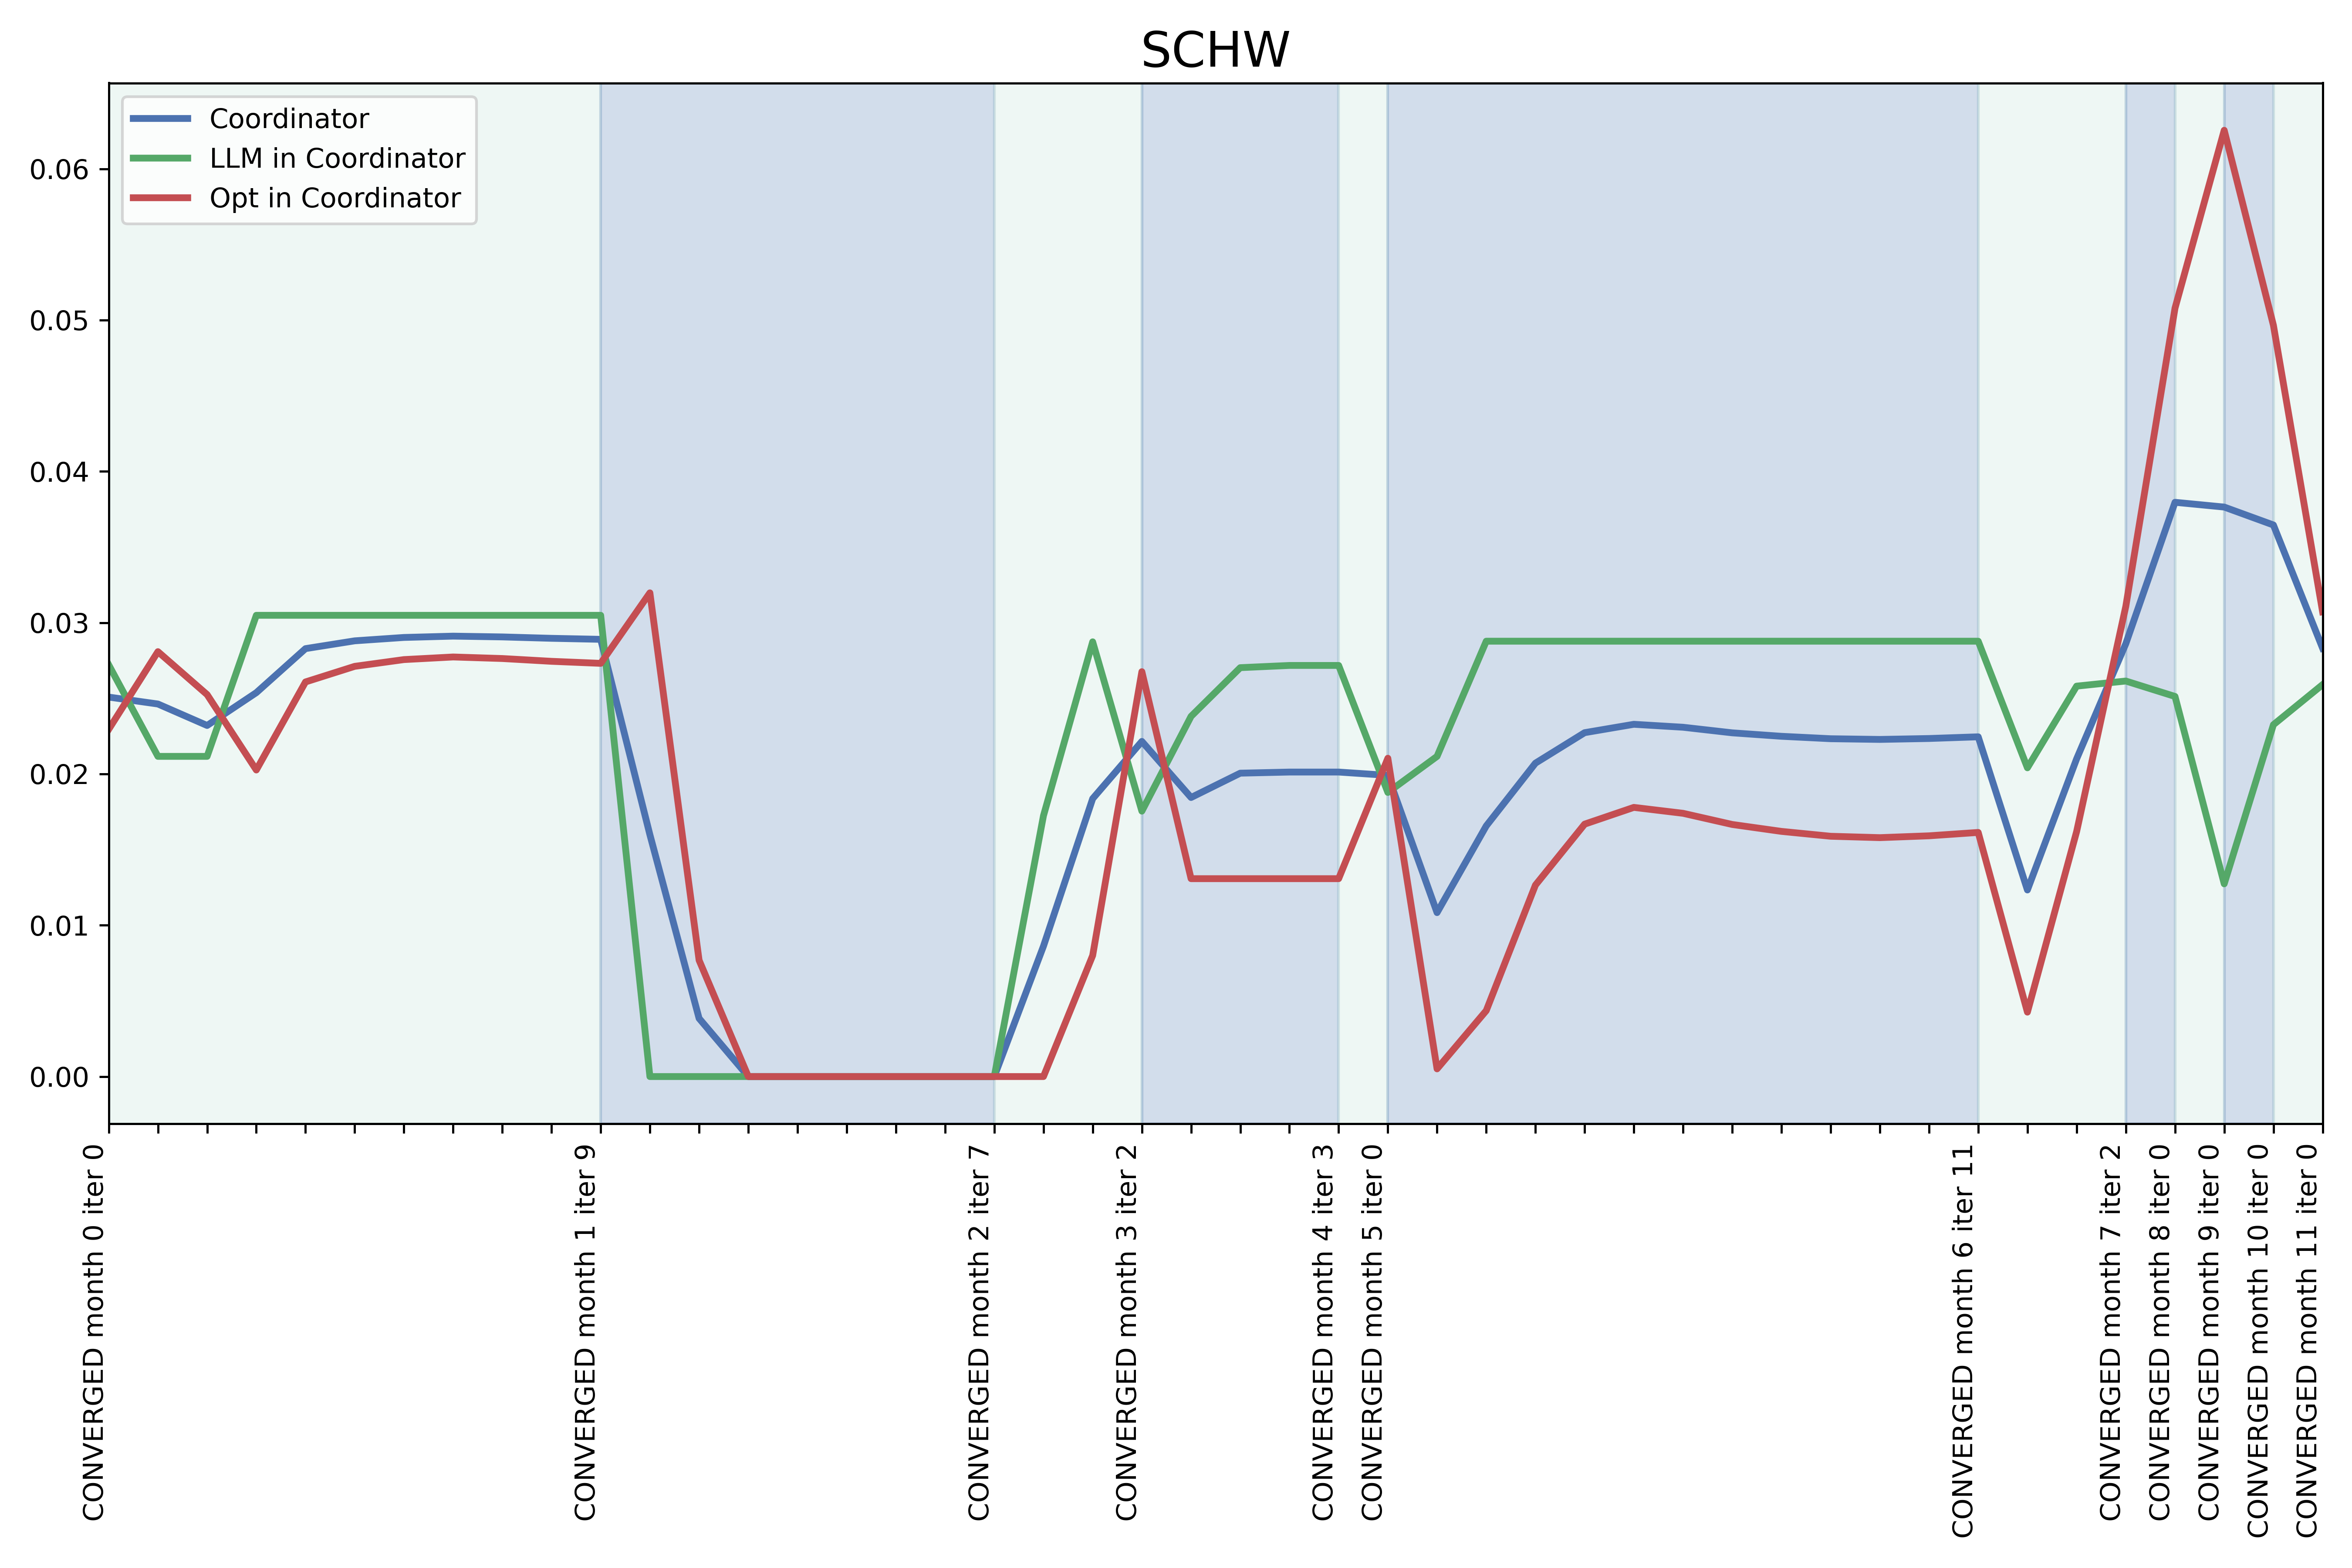 SCHW
Coordinator
LLM in Coordinator
Opt in Coordinator
0.06
0.05
0.04
0.03
0.02
0.01
0.00
CONVERGED month 0 iter 0
CONVERGED month 1 iter 9
CONVERGED month 2 iter 7
CONVERGED month 3 iter 2
CONVERGED month 4 iter 3
CONVERGED month 5 iter 0
CONVERGED month 6 iter 11
CONVERGED month 7 iter 2
CONVERGED month 8 iter 0
CONVERGED month 9 iter 0
CONVERGED month 10 iter 0
CONVERGED month 11 iter 0